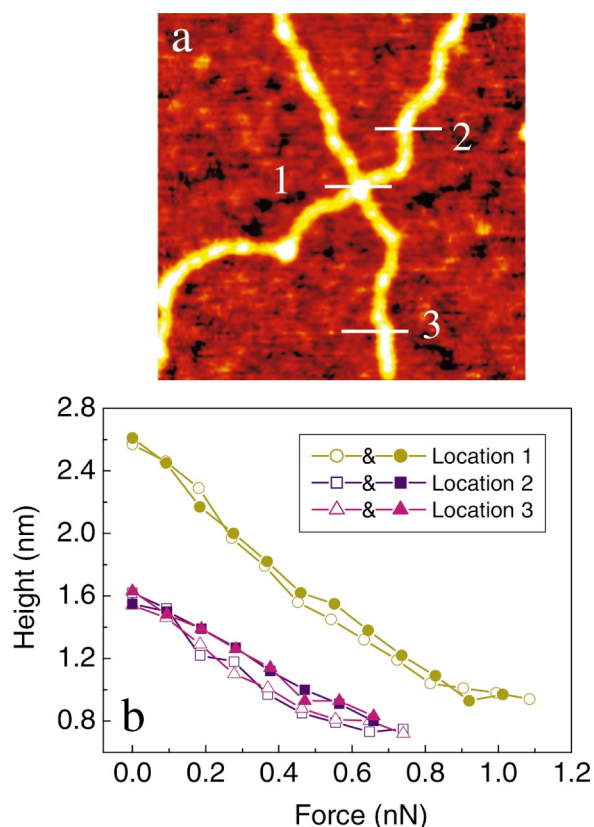 a
1
2
3
2.8
2.4
2.0
1.6
1.2
0.8
Height (nm)
b
& Location 1
& Location 2
& Location 3
0.0 0.2 0.4 0.6 0.8 1.0 1.2
Force (nN)